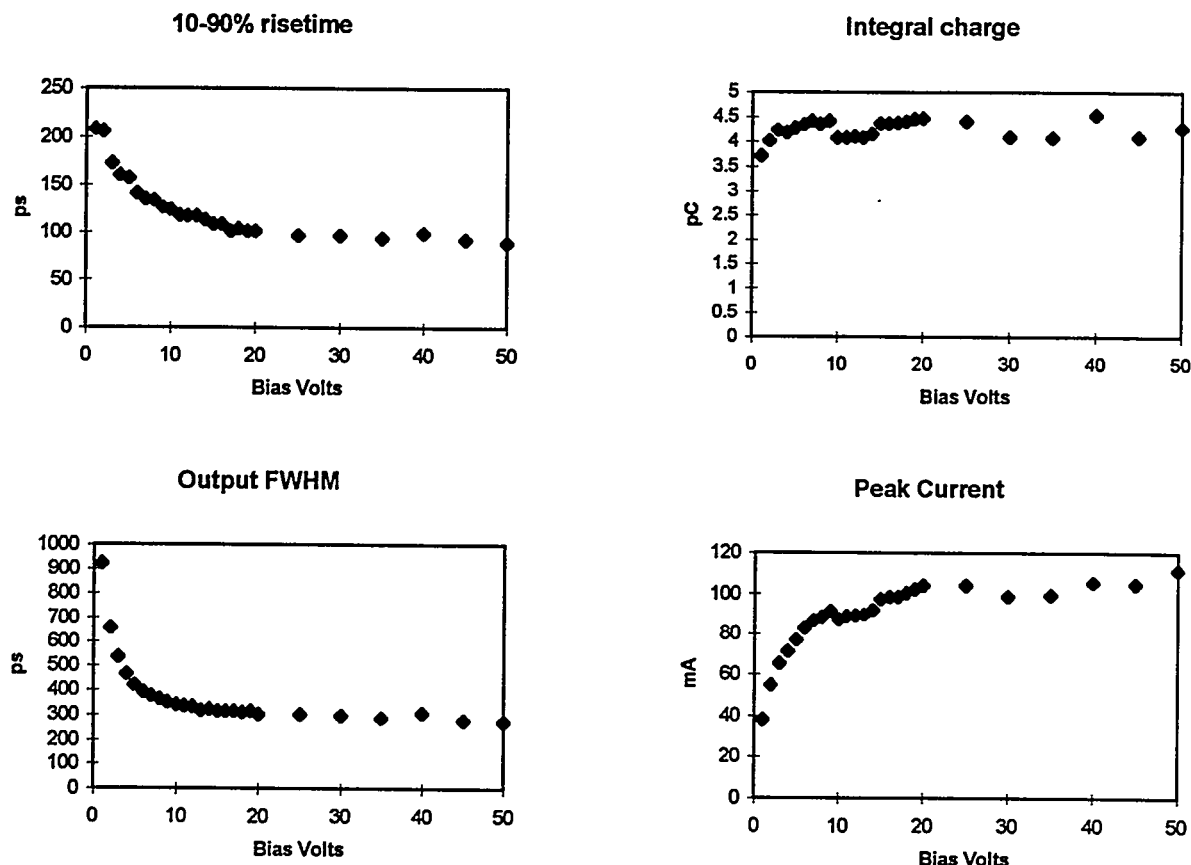 10-90% risetime
250
200
150
100
50
0
ps
0 10 20 30 40 50
Bias Volts
Integral charge
5
4.5
4
3.5
3
2.5
2
1.5
1
0.5
0
pC
0 10 20 30 40 50
Bias Volts
Output FWHM
1000
900
800
700
600
500
400
300
200
100
0
ps
0 10 20 30 40 50
Bias Volts
Peak Current
120
100
80
60
40
20
0
mA
0 10 20 30 40 50
Bias Volts